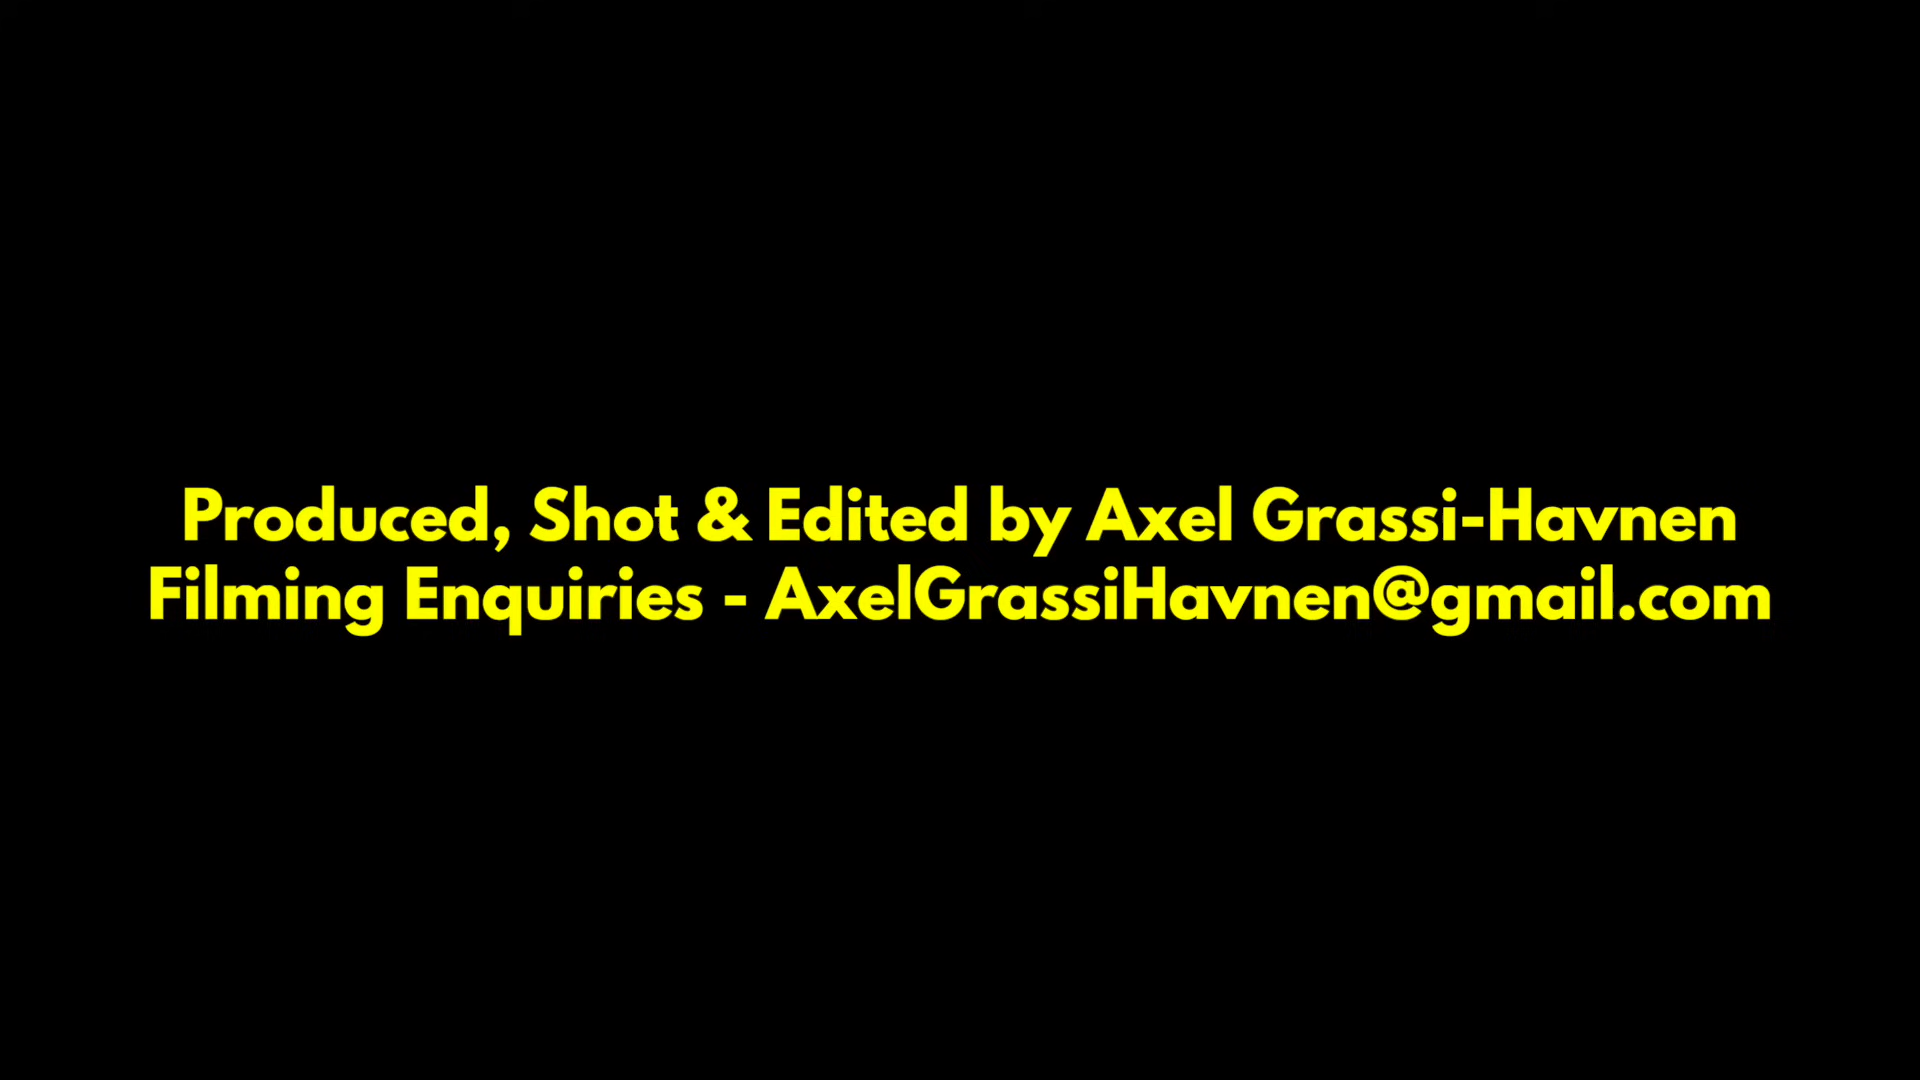 Produced, Shot & Edited by Axel Grassi-Havnen
Filming Enquiries - AxelGrassiHavnen@gmail.com